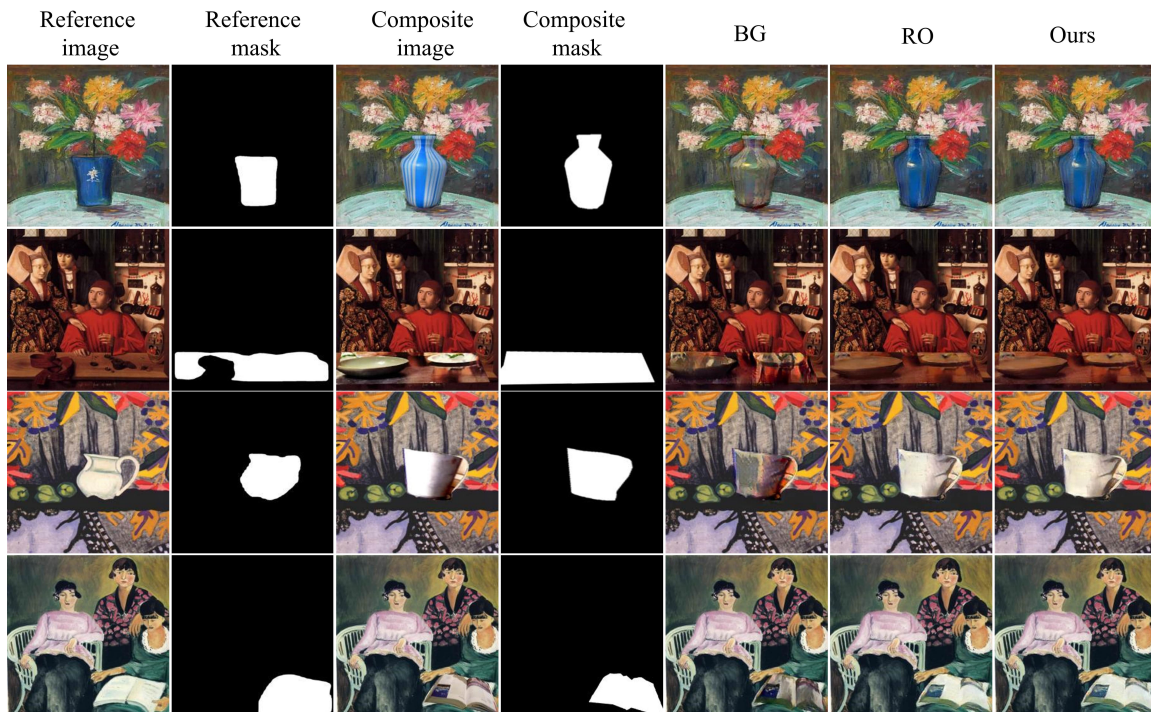 Reference
image
Reference
mask
Composite
image
Composite
mask
BG
RO
Ours